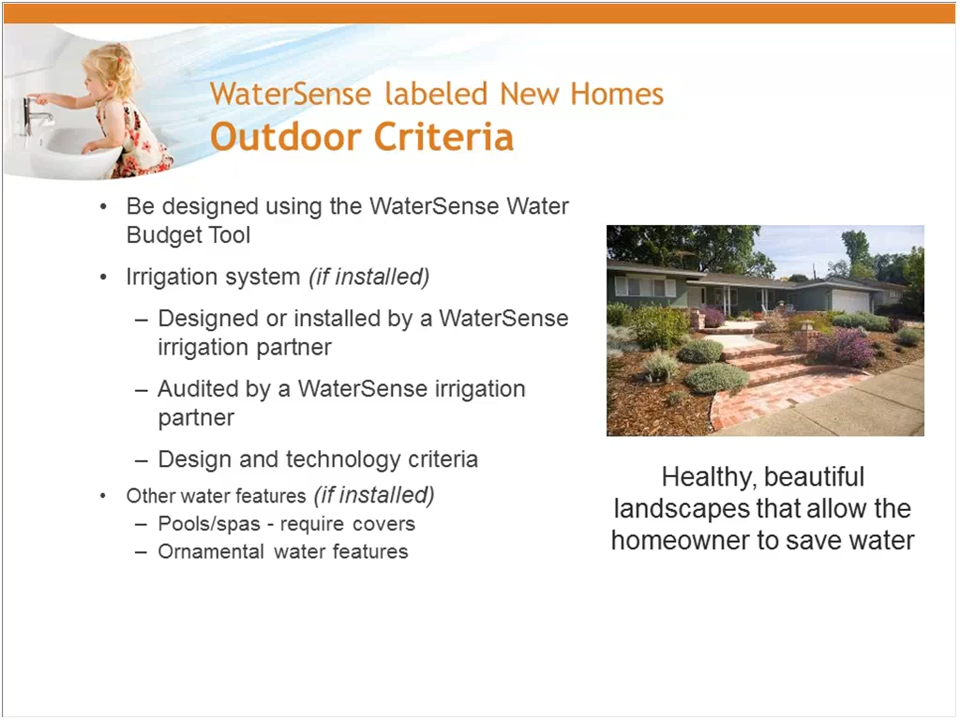 WaterSense labeled New Homes
Outdoor Criteria
• Be designed using the WaterSense Water
Budget Tool
• Irrigation system (if installed)
– Designed or installed by a WaterSense
irrigation partner
– Audited by a WaterSense irrigation
partner
– Design and technology criteria
• Other water features (if installed)
– Pools/spas - require covers
– Ornamental water features
Healthy, beautiful
landscapes that allow the
homeowner to save water